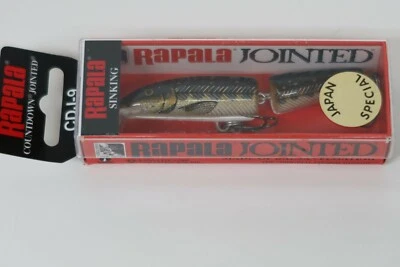 RAPALA
COUNTDOWN JOINTED
CDJ-9
RAPALA
SINKING
RAPALA JOINTED
JAPAN
SPECIAL
RAPALA JOINTED